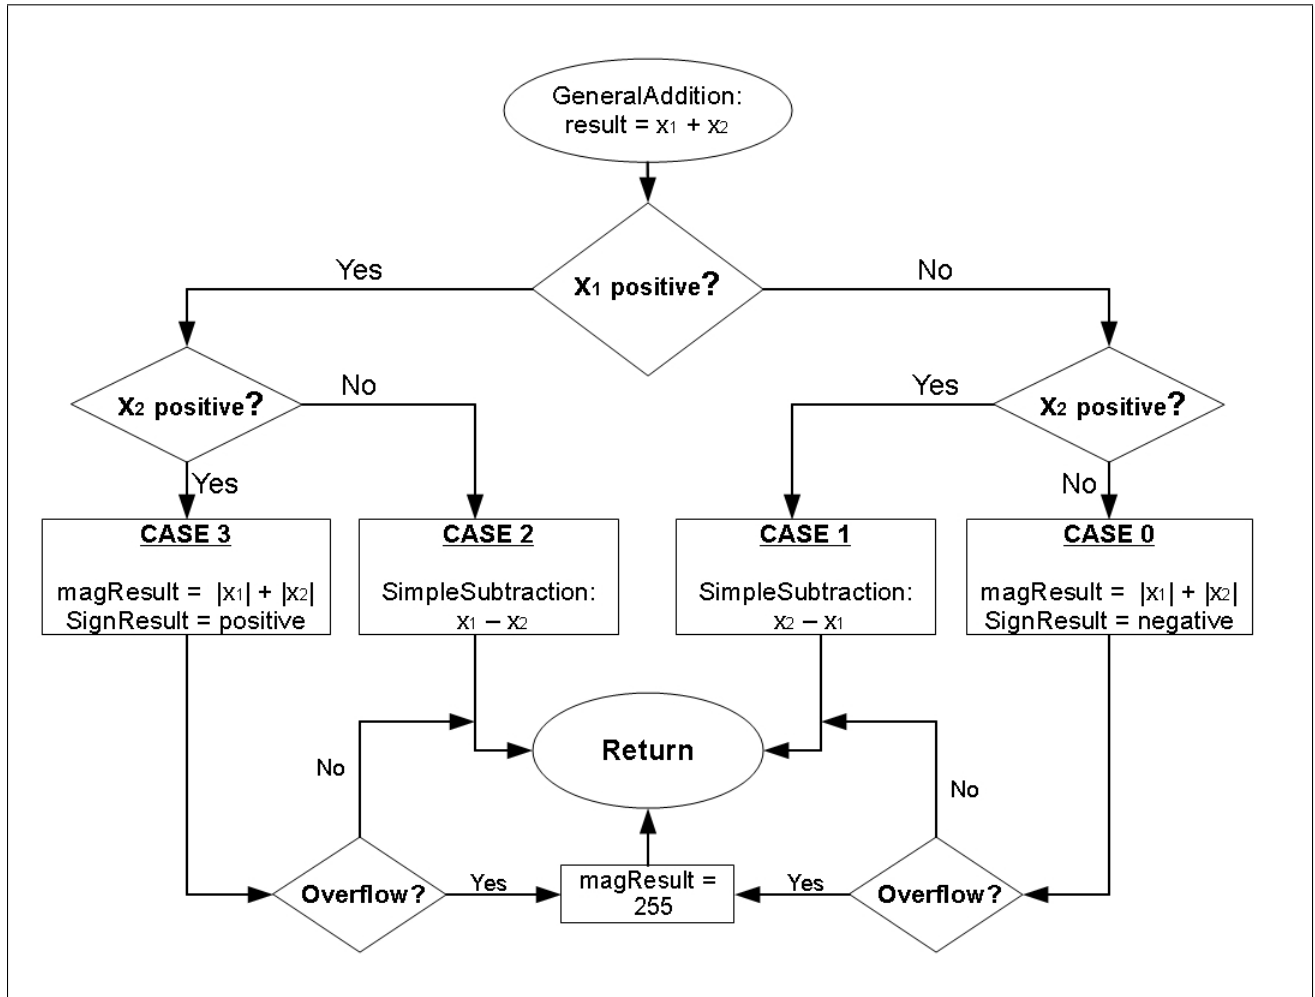 GeneralAddition:
result = x1 + x2
Yes
x1 positive?
No
x2 positive?
No
Yes
x2 positive?
Yes
No
CASE 3
magResult = |x1| + |x2|
SignResult = positive
CASE 2
SimpleSubtraction:
x1 – x2
CASE 1
SimpleSubtraction:
x2 – x1
CASE 0
magResult = |x1| + |x2|
SignResult = negative
Return
No
No
Overflow?
Yes
magResult =
255
Yes
Overflow?